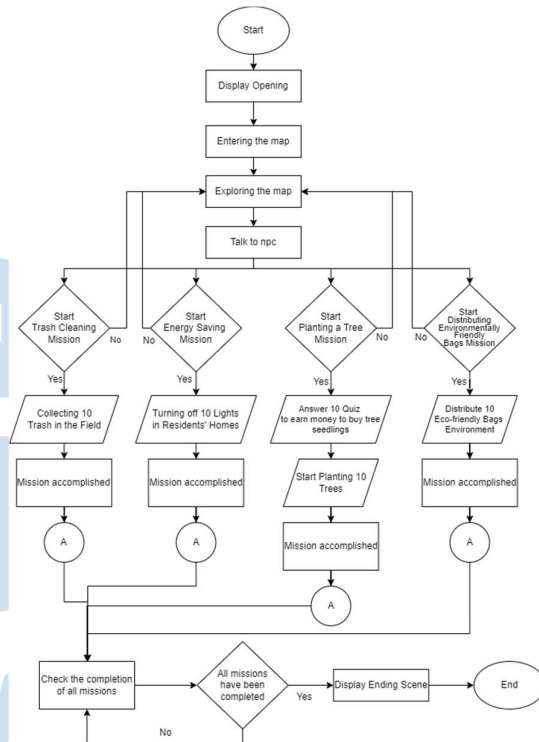 Start
Display Opening
Entering the map
Exploring the map
Talk to npc
Start
Trash Cleaning
Mission
No
Start
Energy Saving
Mission
No
Start
Planting a Tree
Mission
No
Start
Distributing
Environmentally
Friendly
Bags Mission
No
Yes
Yes
Yes
Yes
Collecting 10
Trash in the Field
Turning off 10 Lights
in Residents' Homes
Answer 10 Quiz
to earn money to buy tree
seedlings
Distribute 10
Eco-friendly Bags
Environment
Mission accomplished
Mission accomplished
Start Planting 10
Trees
Mission accomplished
A
A
Mission accomplished
A
A
Check the completion
of all missions
All missions
have been
completed
Yes
Display Ending Scene
End
No